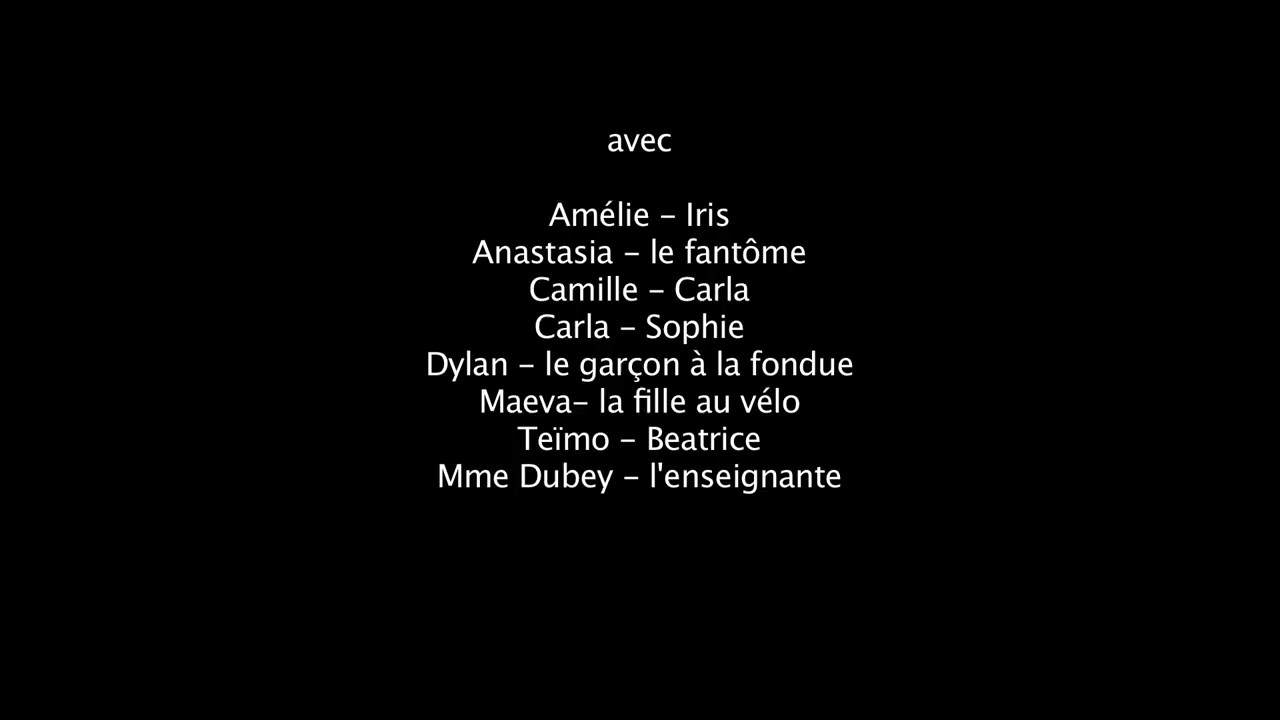 avec
Amélie – Iris
Anastasia – le fantôme
Camille – Carla
Carla – Sophie
Dylan – le garçon à la fondue
Maeva– la fille au vélo
Teïmo – Beatrice
Mme Dubey – l'enseignante